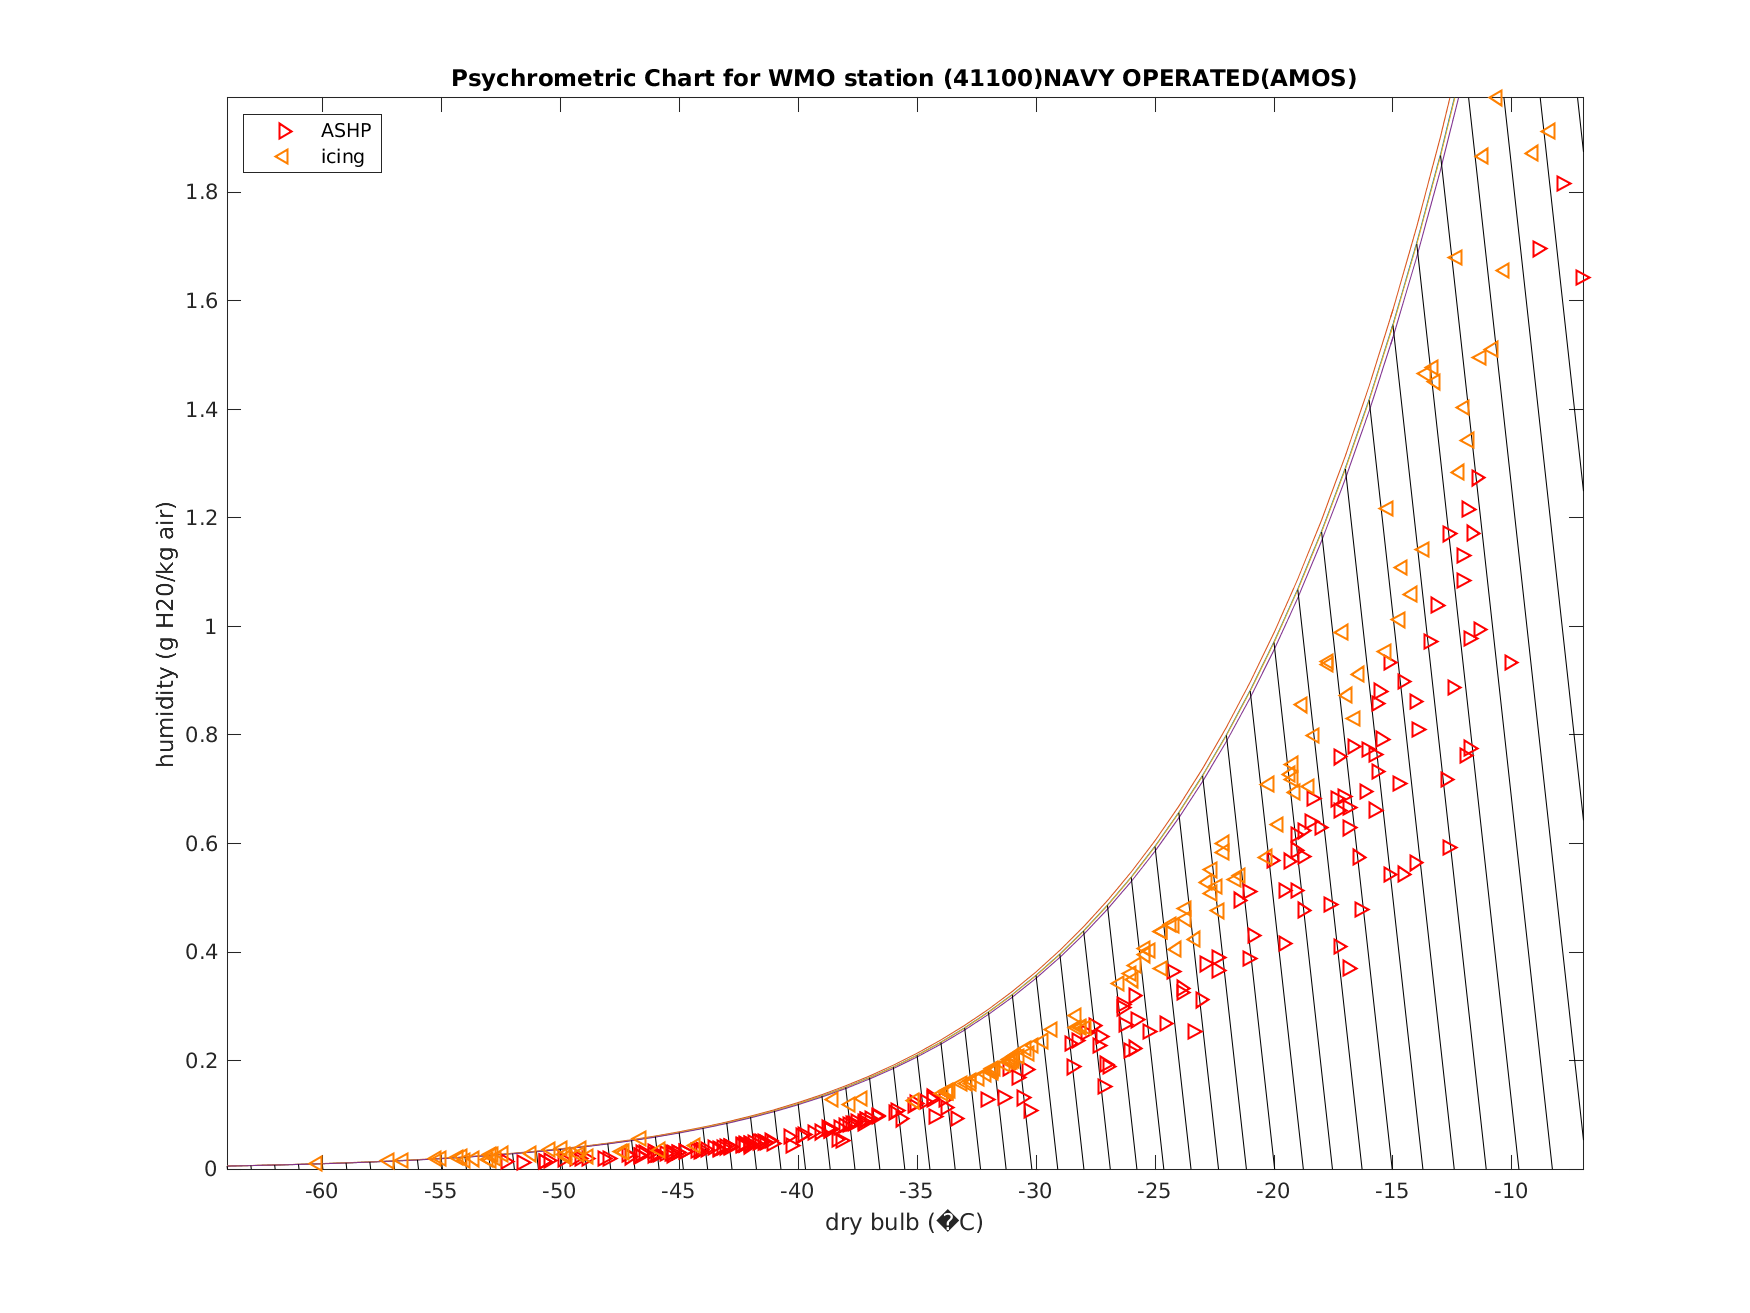 Psychrometric Chart for WMO station (41100)NAVY OPERATED(AMOS)
ASHP
icing
humidity (g H20/kg air)
1.8
1.6
1.4
1.2
1
0.8
0.6
0.4
0.2
0
-60 -55 -50 -45 -40 -35 -30 -25 -20 -15 -10
dry bulb (�C)